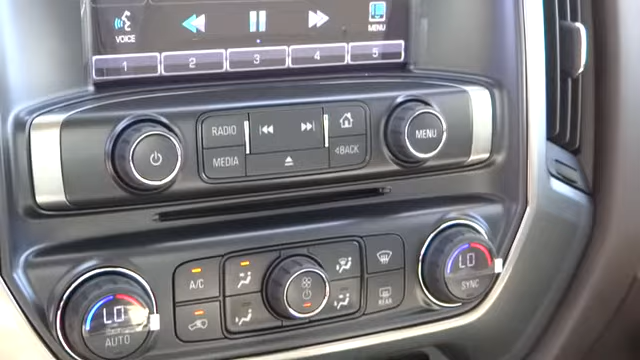 VOICE
MENU
1 2 3 4 5
RADIO
MENU
MEDIA
<BACK
A/C
LO
SYNC
REAR
LO
AUTO